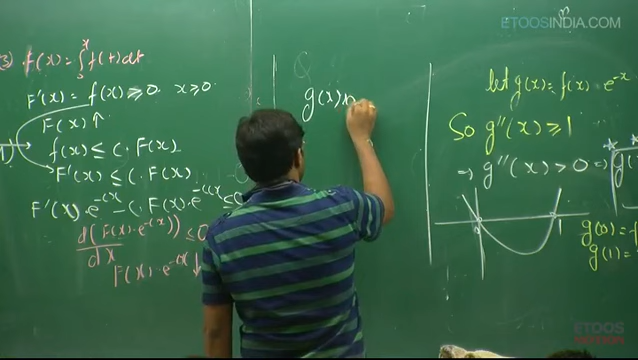 ETOOSINDIA.COM
(3) f(x) = ∫₀ˣ f(t) dt
F'(x) = f(x) ≥ 0. x ≥ 0.
F(x) ↑
f(x) ≤ C. F(x)
F'(x) ≤ C. F(x)
F'(x). e^{-cx} - C. F(x) e^{-cx} ≤ 0
d(F(x). e^{-cx}) / dx ≤ 0
F(x). e^{-cx} ↓
Q
g(x)
let g(x) = f(x) e^{-x}
So g''(x) ≥ 1
⇒ g''(x) > 0 ⇒ g(
1
g(0) =
g(1) =
ETOOS